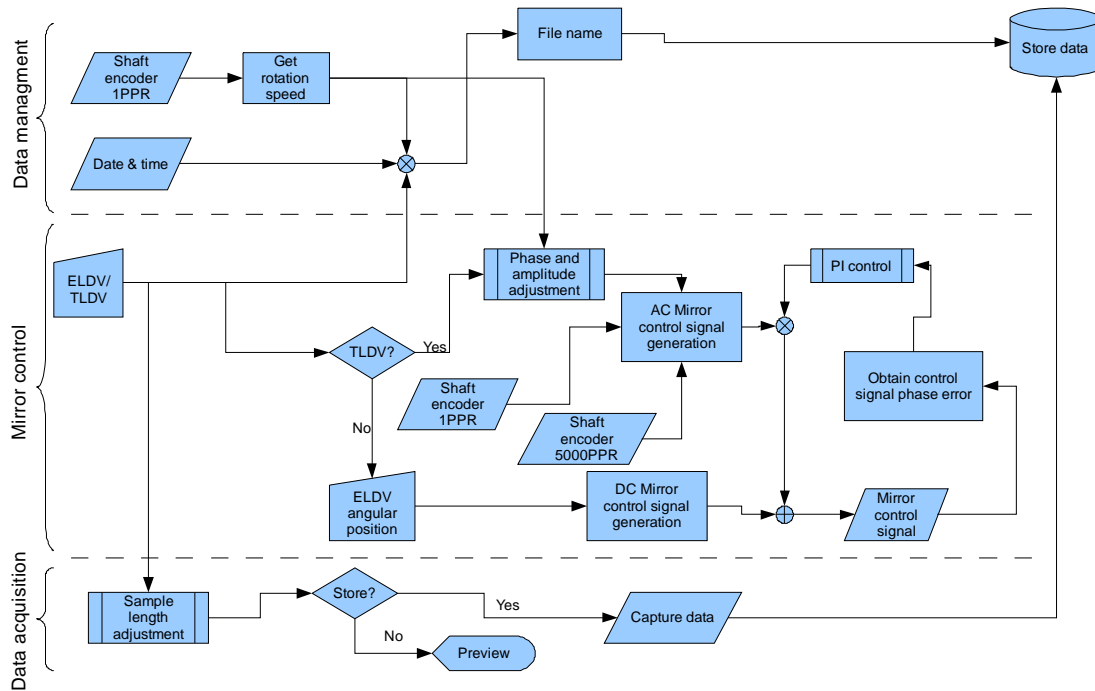 Data managment
Shaft
encoder
1PPR
Get
rotation
speed
File name
Store data
Date & time
Mirror control
ELDV/
TLDV
Phase and
amplitude
adjustment
PI control
AC Mirror
control signal
generation
TLDV?
Yes
Obtain control
signal phase error
Shaft
encoder
1PPR
Shaft
encoder
5000PPR
No
ELDV
angular
position
DC Mirror
control signal
generation
Mirror
control
signal
Data acquisition
Sample
length
adjustment
Store?
Yes
Capture data
No
Preview